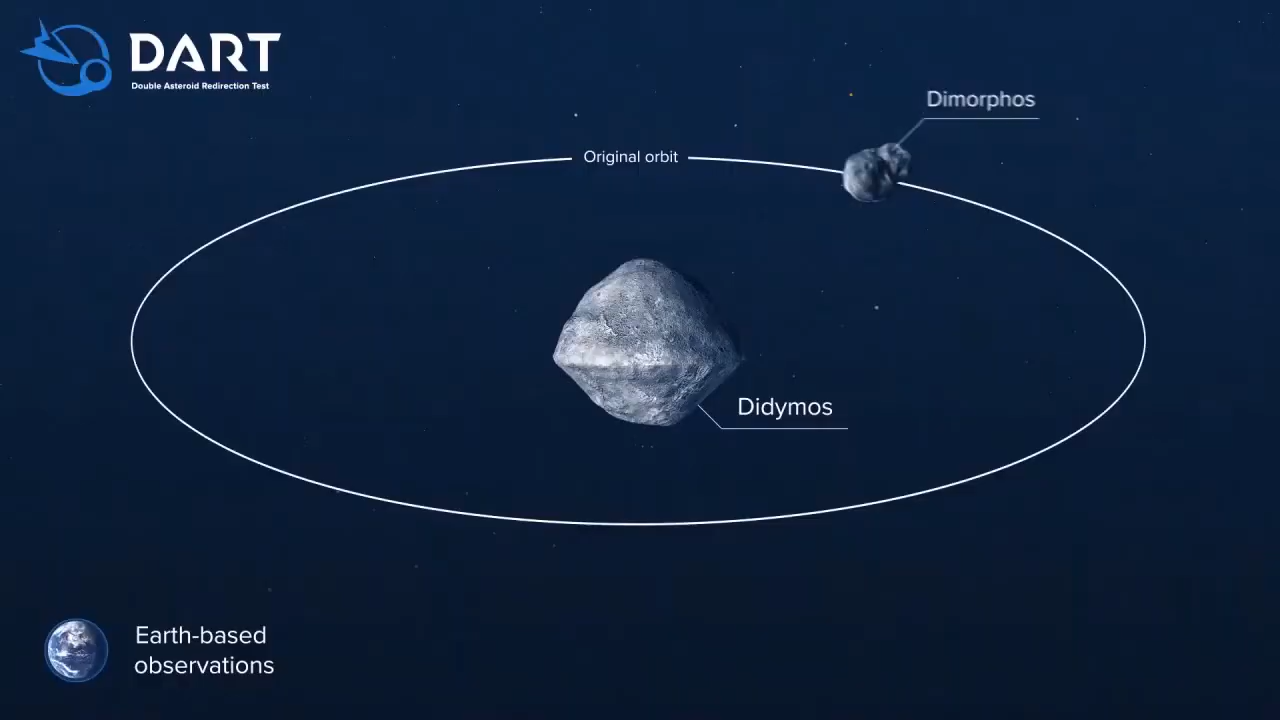 DART
Double Asteroid Redirection Test
Dimorphos
Original orbit
Didymos
Earth-based
observations